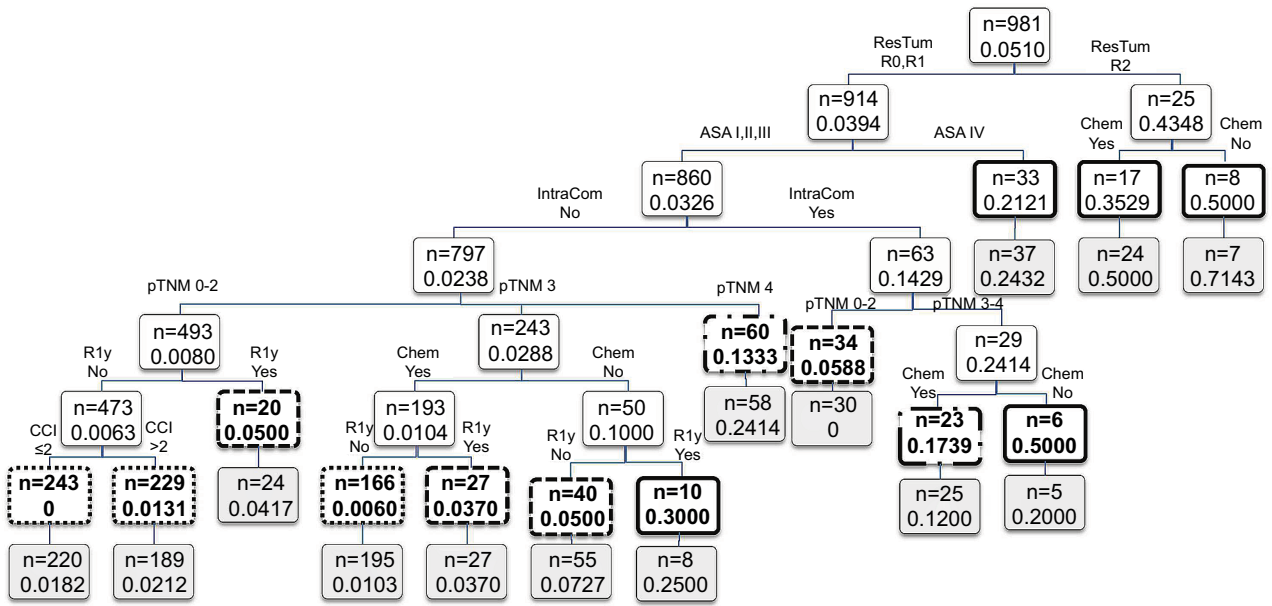 n=981
0.0510
ResTum
R0,R1
ResTum
R2
n=914
0.0394
n=25
0.4348
ASA I,II,III
ASA IV
Chem
Yes
Chem
No
n=860
0.0326
n=33
0.2121
n=17
0.3529
n=8
0.5000
IntraCom
No
IntraCom
Yes
n=797
0.0238
n=63
0.1429
n=37
0.2432
n=24
0.5000
n=7
0.7143
pTNM 0-2
pTNM 3
pTNM 4
pTNM 0-2
pTNM 3-4
n=493
0.0080
n=243
0.0288
n=60
0.1333
n=34
0.0588
n=29
0.2414
R1y
No
R1y
Yes
Chem
Yes
Chem
No
Chem
Yes
Chem
No
n=473
0.0063
n=20
0.0500
n=193
0.0104
n=50
0.1000
n=58
0.2414
n=30
0
n=23
0.1739
n=6
0.5000
CCI
≤2
CCI
>2
R1y
No
R1y
Yes
R1y
No
R1y
Yes
n=243
0
n=229
0.0131
n=24
0.0417
n=166
0.0060
n=27
0.0370
n=40
0.0500
n=10
0.3000
n=25
0.1200
n=5
0.2000
n=220
0.0182
n=189
0.0212
n=195
0.0103
n=27
0.0370
n=55
0.0727
n=8
0.2500